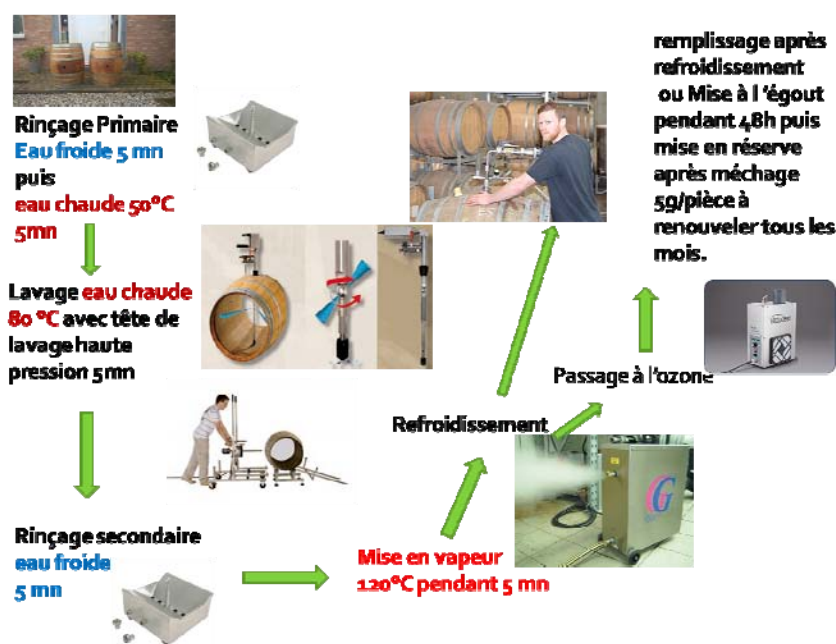 Rinçage Primaire
Eau froide 5 mn
puis
eau chaude 50°C
5mn
Lavage eau chaude
80 °C avec tête de
lavage haute
pression 5mn
Rinçage secondaire
eau froide
5 mn
Mise en vapeur
120°C pendant 5 mn
Refroidissement
Passage à l'ozone
remplissage après
refroidissement
ou Mise à l 'égout
pendant 48h puis
mise en réserve
après méchage
5g/pièce à
renouveler tous les
mois.
G